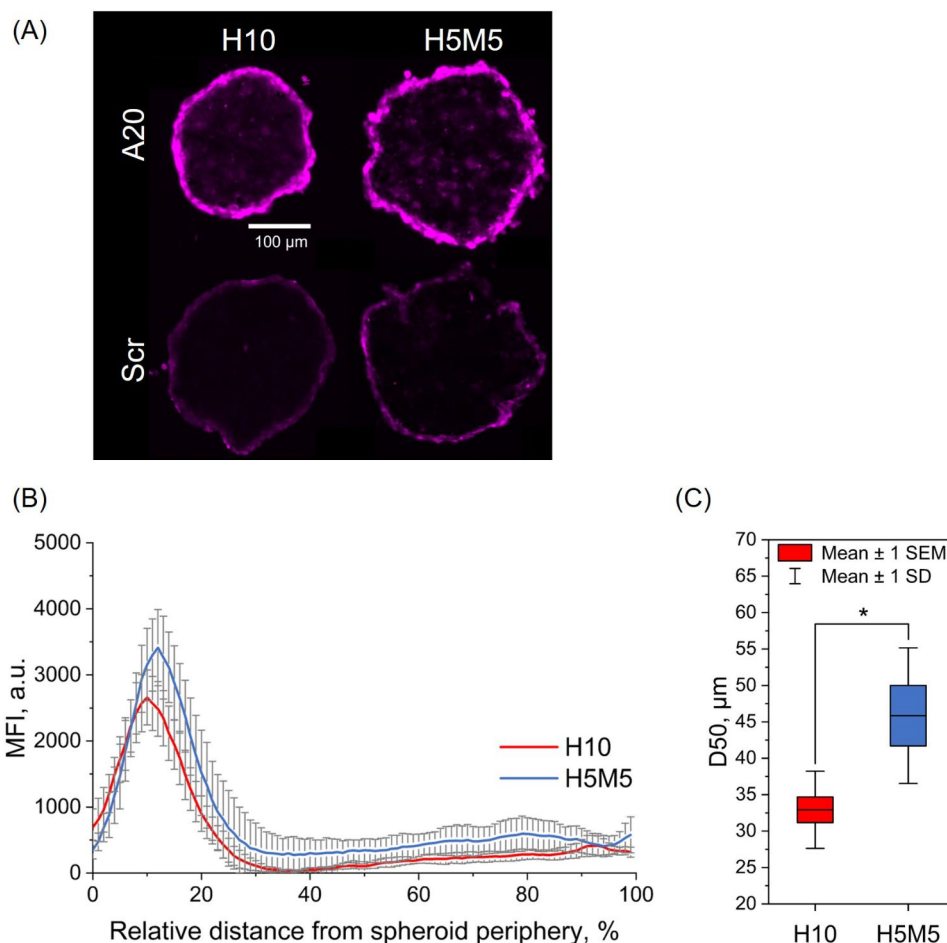 (A)
H10 H5M5
A20
100 µm
Scr
(B)
5000
4000
3000
2000
1000
0
MFI, a.u.
H10
H5M5
0 20 40 60 80 100
Relative distance from spheroid periphery, %
(C)
70
65
60
55
50
45
40
35
30
25
20
D50, µm
Mean ± 1 SEM
Mean ± 1 SD
*
H10 H5M5